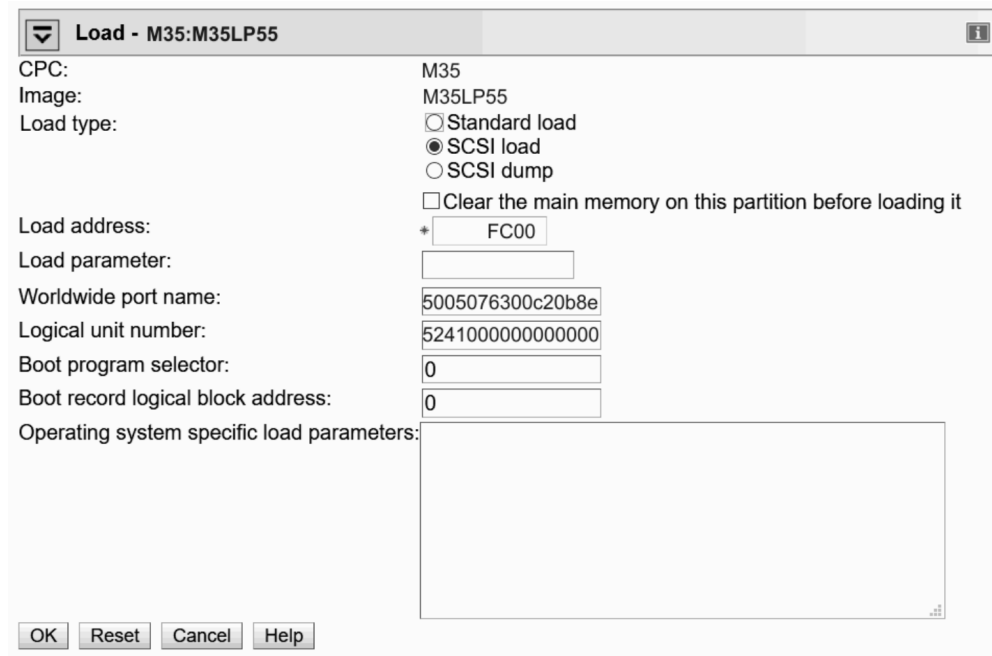 Load - M35:M35LP55
CPC: M35
Image: M35LP55
Load type: Standard load
SCSI load
SCSI dump
Clear the main memory on this partition before loading it
Load address: * FC00
Load parameter:
Worldwide port name: 5005076300c20b8e
Logical unit number: 5241000000000000
Boot program selector: 0
Boot record logical block address: 0
Operating system specific load parameters:
OK Reset Cancel Help